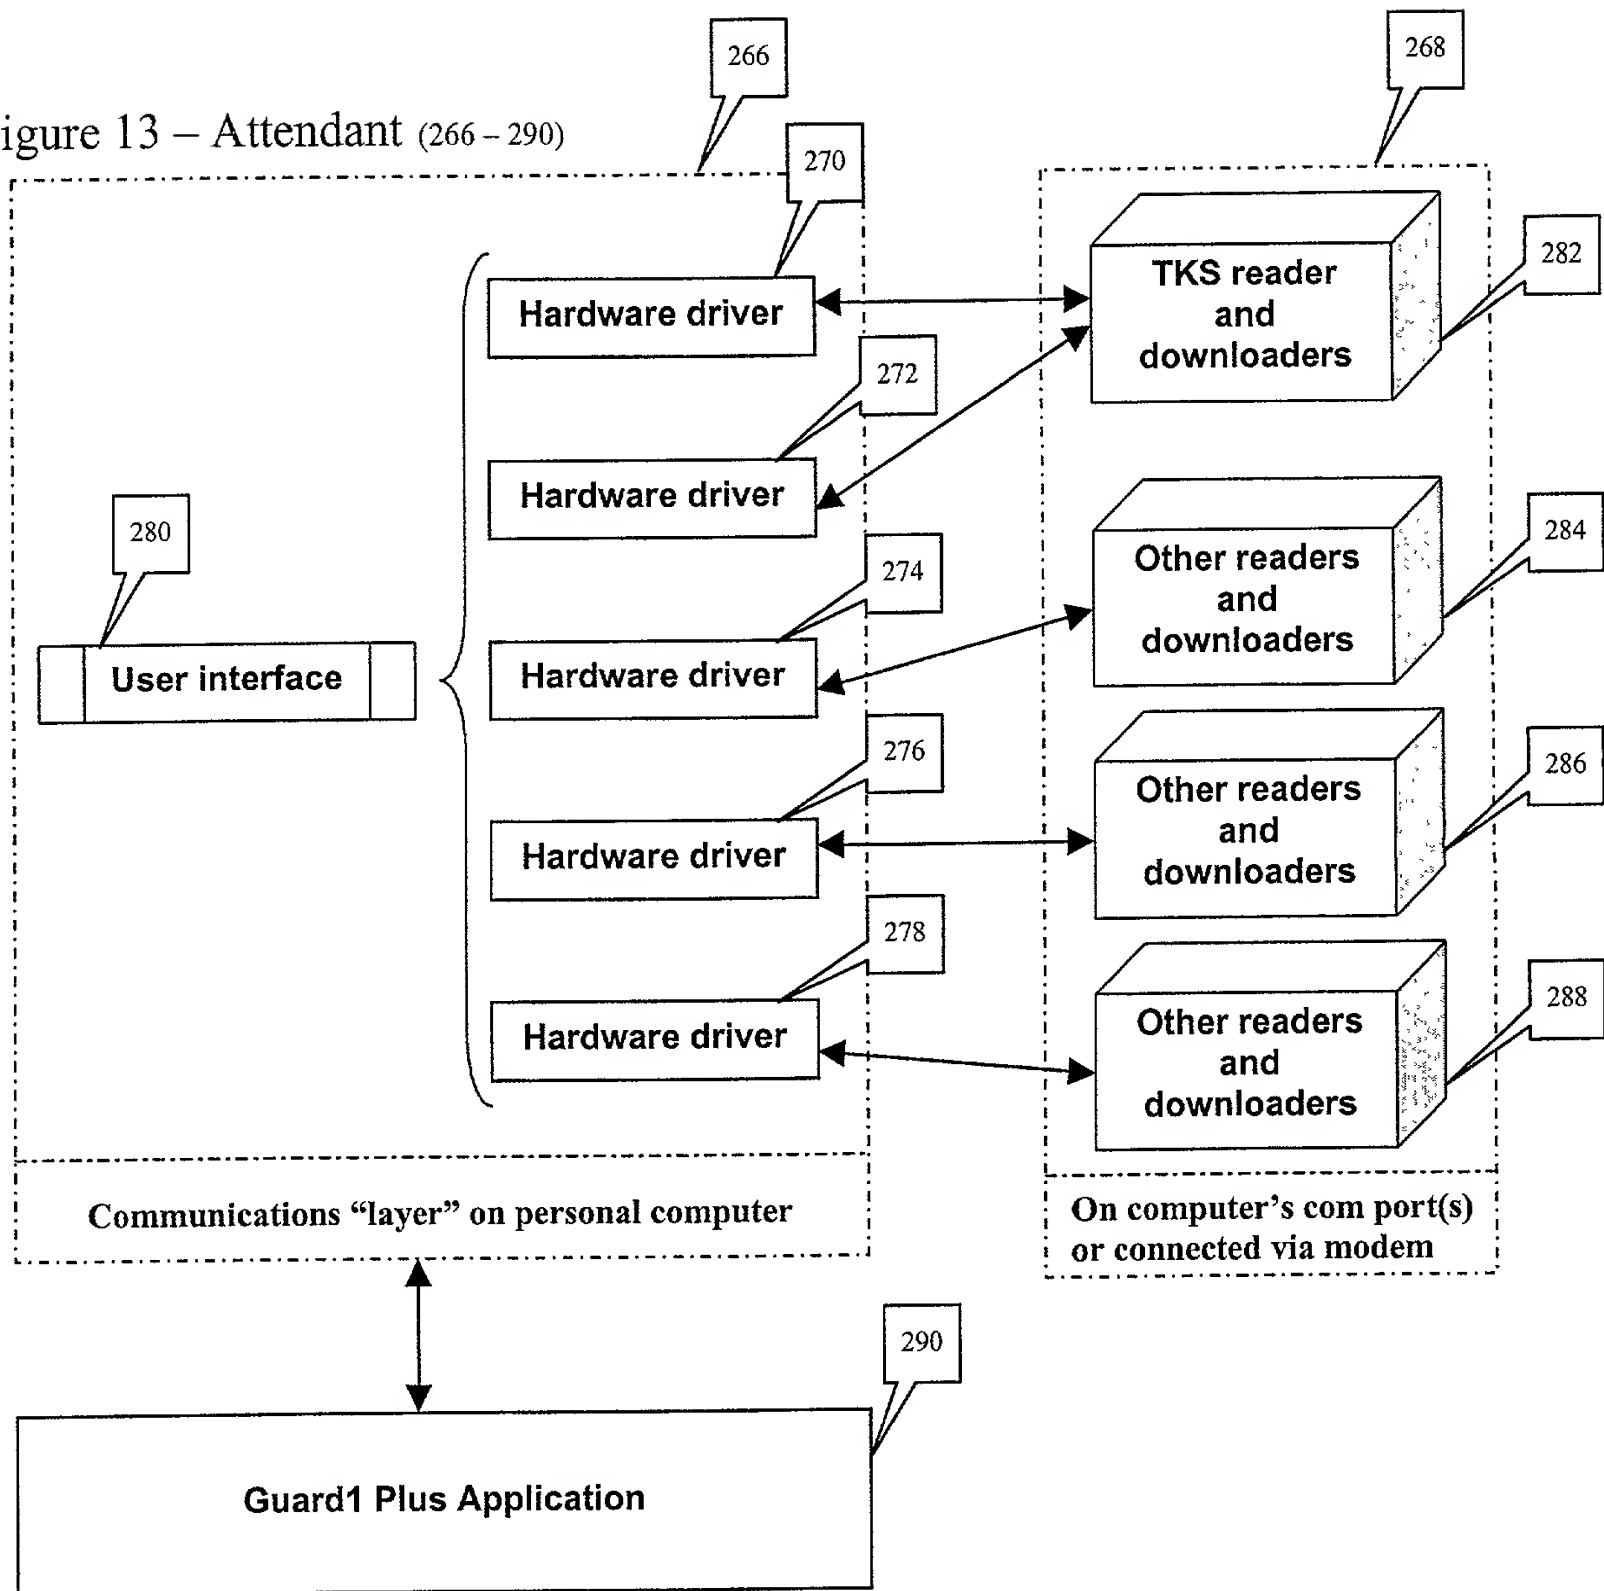 266
268
igure 13 – Attendant (266 – 290)
270
Hardware driver
TKS reader
and
downloaders
282
272
Hardware driver
280
User interface
274
Hardware driver
Other readers
and
downloaders
284
276
Hardware driver
Other readers
and
downloaders
286
278
Hardware driver
Other readers
and
downloaders
288
Communications “layer” on personal computer
On computer’s com port(s)
or connected via modem
290
Guard1 Plus Application